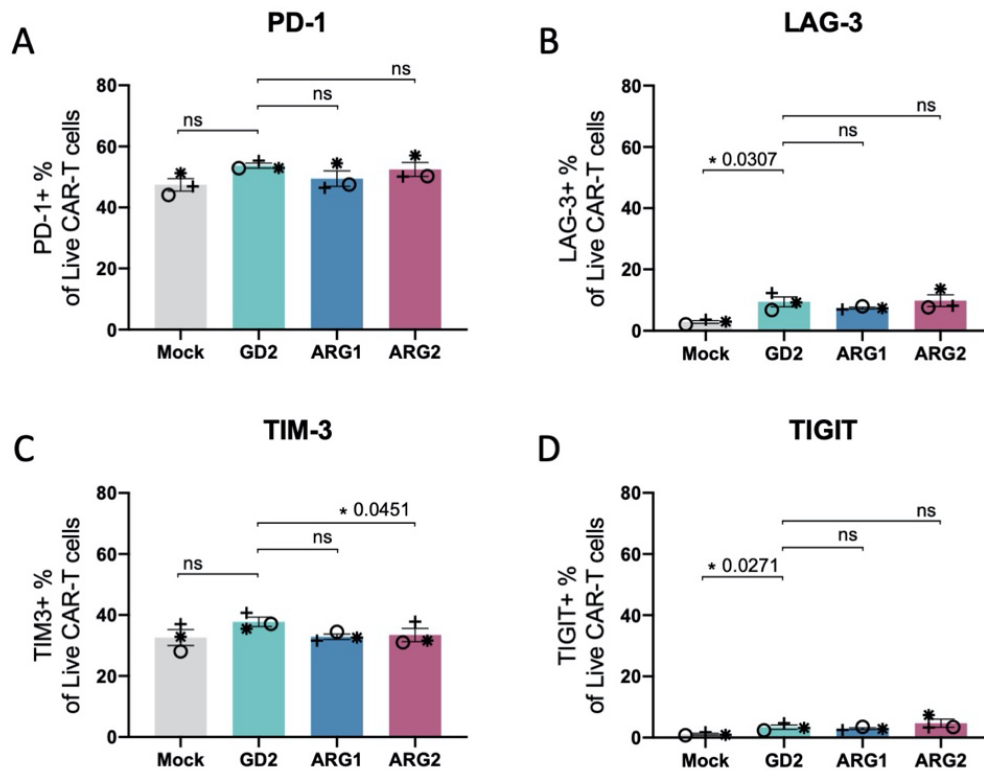 A
PD-1
PD-1+ %
of Live CAR-T cells
80
60
40
20
0
ns
ns
ns
Mock
GD2
ARG1
ARG2
B
LAG-3
LAG-3+ %
of Live CAR-T cells
80
60
40
20
0
* 0.0307
ns
ns
Mock
GD2
ARG1
ARG2
C
TIM-3
TIM3+ %
of Live CAR-T cells
80
60
40
20
0
ns
ns
* 0.0451
Mock
GD2
ARG1
ARG2
D
TIGIT
TIGIT+ %
of Live CAR-T cells
80
60
40
20
0
* 0.0271
ns
ns
Mock
GD2
ARG1
ARG2